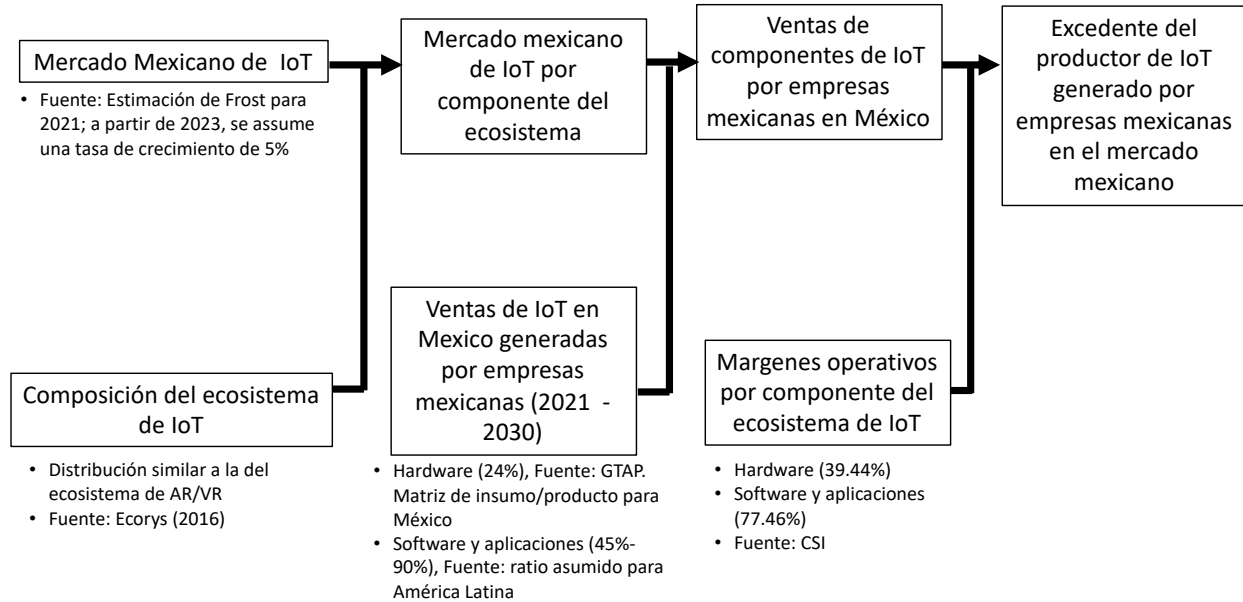 Mercado Mexicano de IoT
• Fuente: Estimación de Frost para
2021; a partir de 2023, se assume
una tasa de crecimiento de 5%
Mercado mexicano
de IoT por
componente del
ecosistema
Ventas de
componentes de IoT
por empresas
mexicanas en México
Excedente del
productor de IoT
generado por
empresas mexicanas
en el mercado
mexicano
Composición del ecosistema
de IoT
• Distribución similar a la del
ecosistema de AR/VR
• Fuente: Ecorys (2016)
Ventas de IoT en
Mexico generadas
por empresas
mexicanas (2021 -
2030)
• Hardware (24%), Fuente: GTAP.
Matriz de insumo/producto para
México
• Software y aplicaciones (45%-
90%), Fuente: ratio asumido para
América Latina
Margenes operativos
por componente del
ecosistema de IoT
• Hardware (39.44%)
• Software y aplicaciones
(77.46%)
• Fuente: CSI